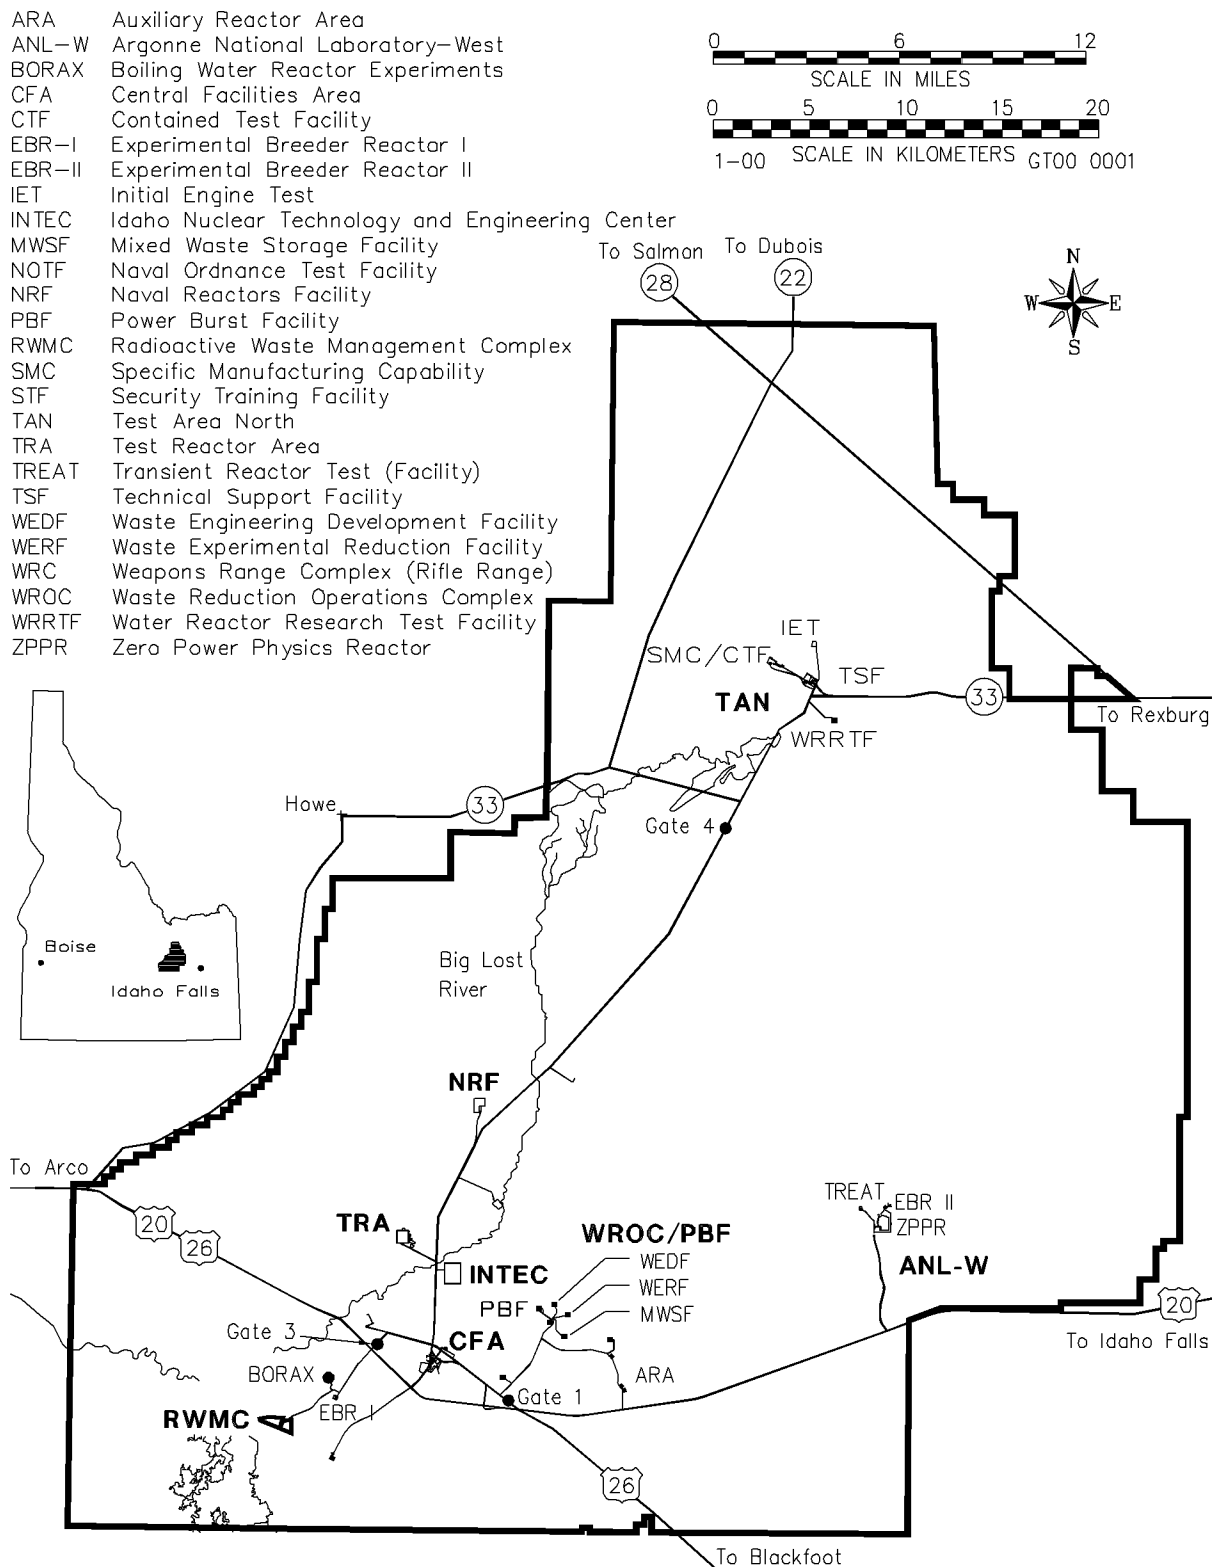 ARA Auxiliary Reactor Area
ANL-W Argonne National Laboratory-West
BORAX Boiling Water Reactor Experiments
CFA Central Facilities Area
CTF Contained Test Facility
EBR-I Experimental Breeder Reactor I
EBR-II Experimental Breeder Reactor II
IET Initial Engine Test
INTEC Idaho Nuclear Technology and Engineering Center
MWSF Mixed Waste Storage Facility
NOTF Naval Ordnance Test Facility
NRF Naval Reactors Facility
PBF Power Burst Facility
RWMC Radioactive Waste Management Complex
SMC Specific Manufacturing Capability
STF Security Training Facility
TAN Test Area North
TRA Test Reactor Area
TREAT Transient Reactor Test (Facility)
TSF Technical Support Facility
WEDF Waste Engineering Development Facility
WERF Waste Experimental Reduction Facility
WRC Weapons Range Complex (Rifle Range)
WROC Waste Reduction Operations Complex
WRRTF Water Reactor Research Test Facility
ZPPR Zero Power Physics Reactor
0 6 12
SCALE IN MILES
0 5 10 15 20
1-00 SCALE IN KILOMETERS GT00 0001
To Salmon
To Dubois
28
22
N
W E
S
IET
SMC/CTF
TSF
TAN
33
To Rexburg
WRRTF
Howe
33
Gate 4
Boise
Idaho Falls
Big Lost
River
NRF
To Arco
20
26
TRA
INTEC
WROC/PBF
WEDF
WERF
MWSF
PBF
TREAT
EBR II
ZPPR
ANL-W
20
To Idaho Falls
Gate 3
CFA
BORAX
EBR I
ARA
Gate 1
RWMC
26
To Blackfoot